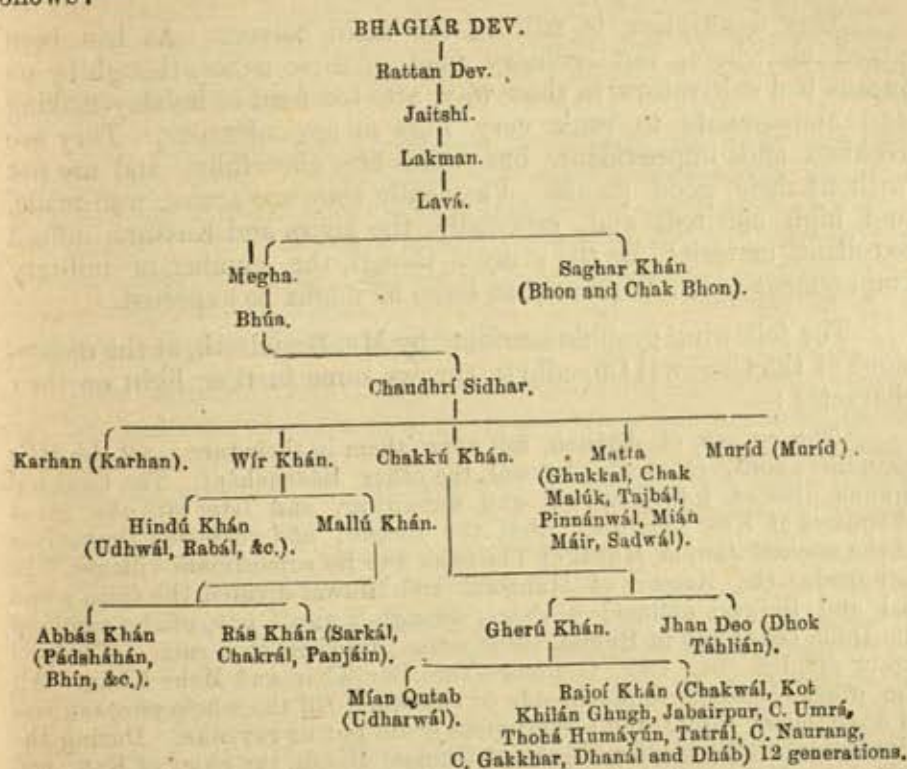 BHAGIÁR DEV.
Rattan Dev.
Jaitshí.
Lakman.
Lavá.
Megha.
Saghar Khán
(Bhon and Chak Bhon).
Bhúa.
Chaudhrí Sidhar.
Karhan (Karhan).
Wír Khán.
Chakkú Khán.
Matta
(Ghukkal, Chak
Malúk, Tajbál,
Pinnánwál, Mián
Máir, Sadwál).
Muríd (Muríd).
Hindú Khán
(Udhwál, Rabál, &c.).
Mallú Khán.
Abbás Khán
(Pádsháhán,
Bhín, &c.).
Rás Khán (Sarkál,
Chakrál, Panjáin).
Gherú Khán.
Jhan Deo (Dhok
Táhlián).
Mían Qutab
(Udharwál).
Rajoí Khán (Chakwál, Kot
Khilán Ghugh, Jabairpur, C. Umrá,
Thohá Humáyún, Tatrál, C. Naurang,
C. Gakkhar, Dhanál and Dháb) 12 generations.